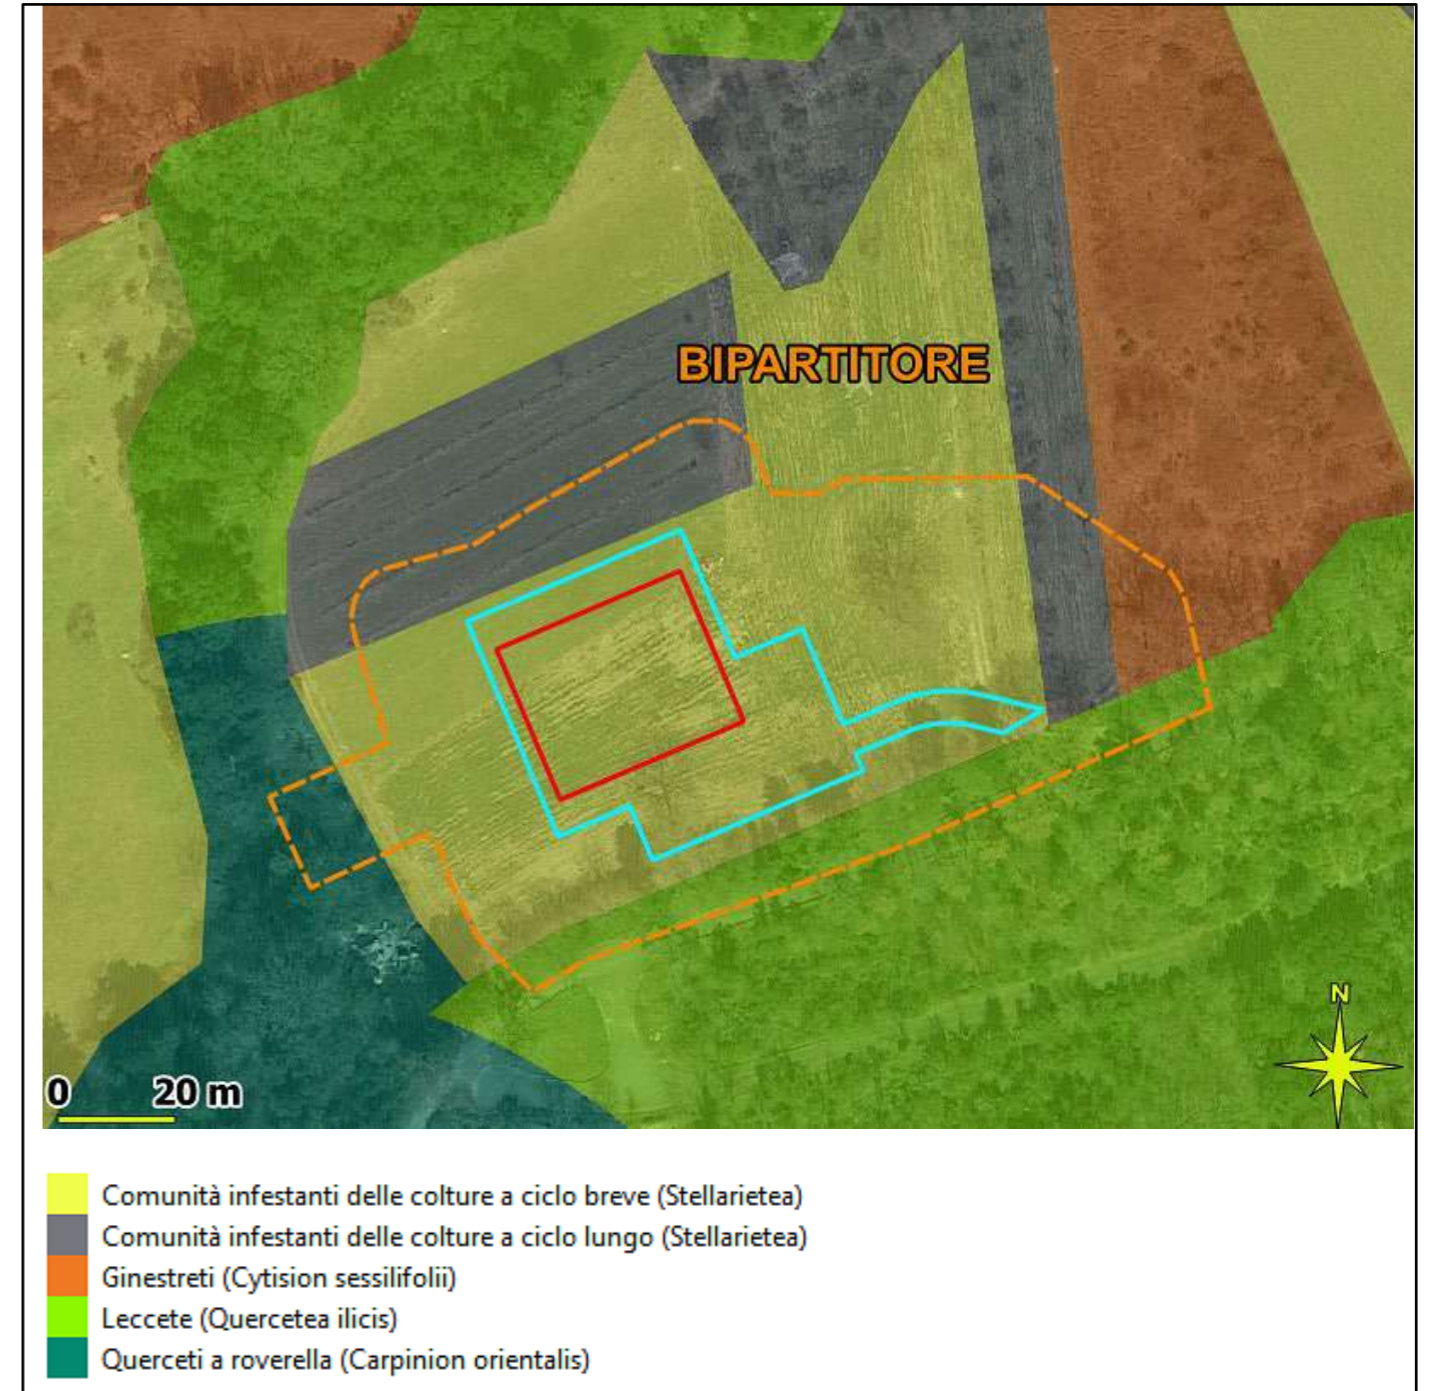 BIPARTITORE
N
0 20 m
Comunità infestanti delle colture a ciclo breve (Stellarietea)
Comunità infestanti delle colture a ciclo lungo (Stellarietea)
Ginestreti (Cytision sessilifolii)
Leccete (Quercetea ilicis)
Querceti a roverella (Carpinion orientalis)